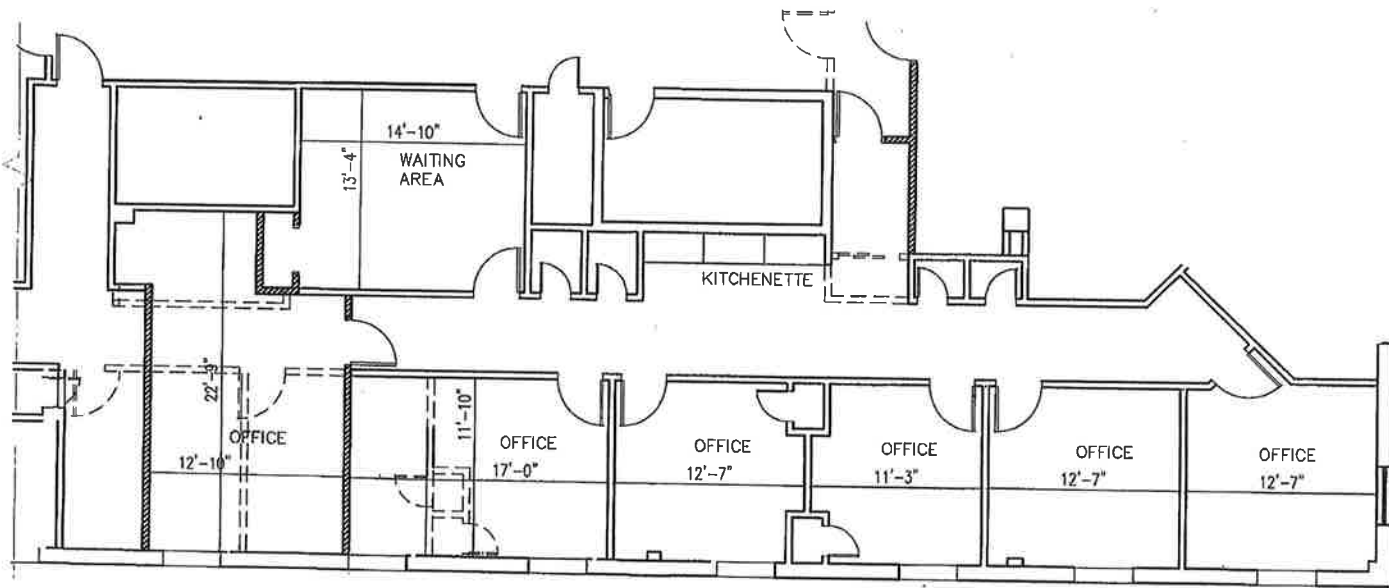 14'-10"
WAITING
AREA
13'-4"
KITCHENETTE
22'-9"
OFFICE
12'-10"
11'-10"
OFFICE
17'-0"
OFFICE
12'-7"
OFFICE
11'-3"
OFFICE
12'-7"
OFFICE
12'-7"